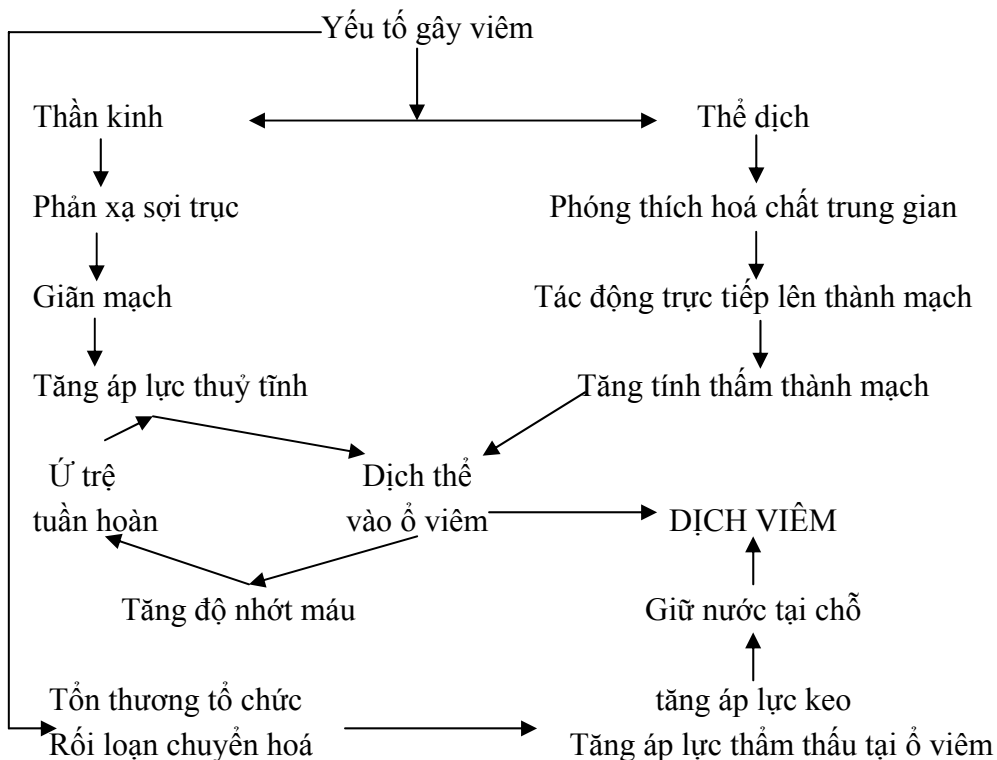 Yếu tố gây viêm
Thần kinh
Thể dịch
Phản xạ sợi trục
Phóng thích hoá chất trung gian
Giãn mạch
Tác động trực tiếp lên thành mạch
Tăng áp lực thuỷ tĩnh
Tăng tính thấm thành mạch
Ứ trệ
tuần hoàn
Dịch thể
vào ổ viêm
DỊCH VIÊM
Tăng độ nhớt máu
Giữ nước tại chỗ
Tổn thương tổ chức
Rối loạn chuyển hoá
tăng áp lực keo
Tăng áp lực thẩm thấu tại ổ viêm